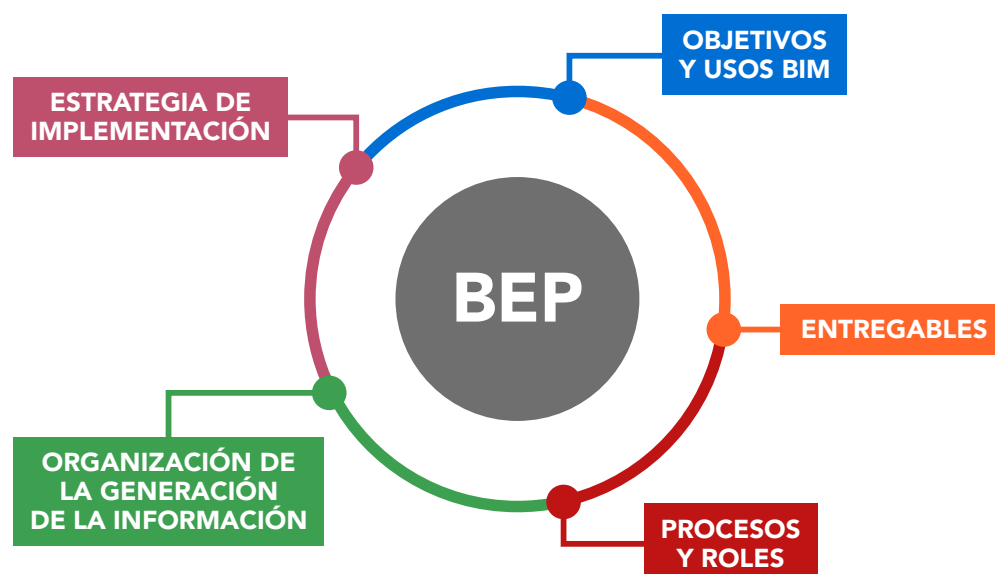 OBJETIVOS
Y USOS BIM
ESTRATEGIA DE
IMPLEMENTACIÓN
BEP
ENTREGABLES
ORGANIZACIÓN DE
LA GENERACIÓN
DE LA INFORMACIÓN
PROCESOS
Y ROLES